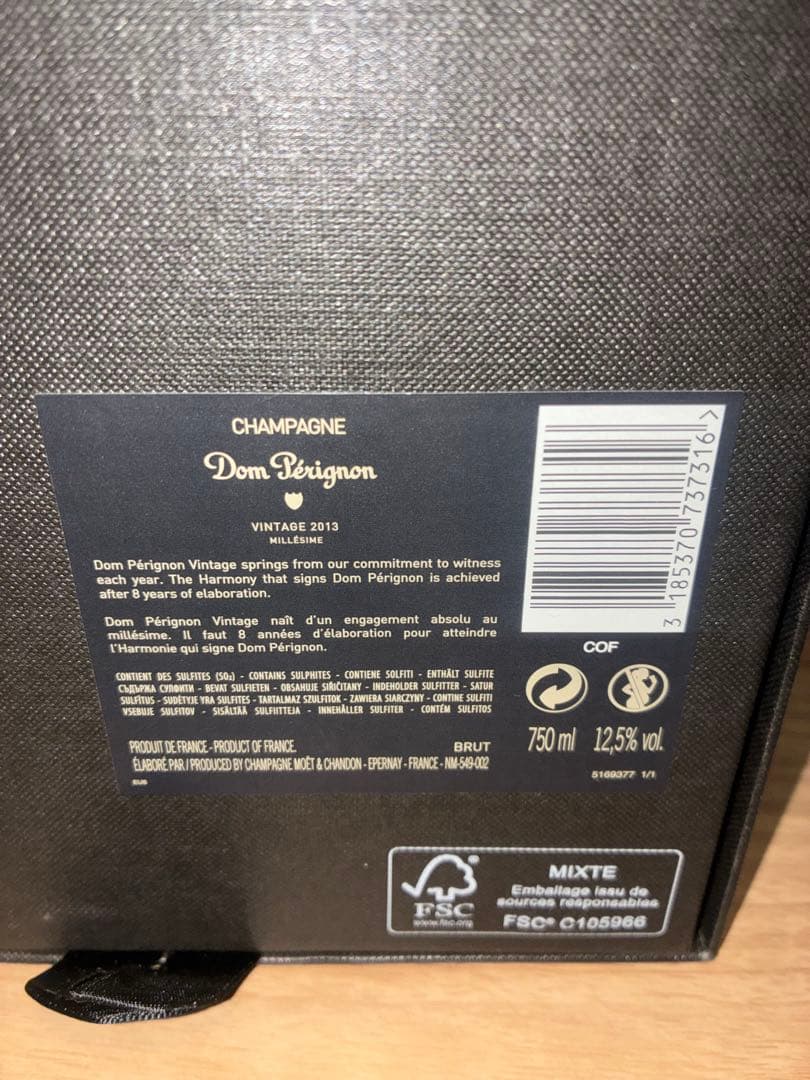 CHAMPAGNE
Dom Pérignon
VINTAGE 2013
MILLÉSIME
Dom Pérignon Vintage springs from our commitment to witness
each year. The Harmony that signs Dom Pérignon is achieved
after 8 years of elaboration.
Dom Pérignon Vintage naît d'un engagement absolu au
millésime. Il faut 8 années d'élaboration pour atteindre
l'Harmonie qui signe Dom Pérignon.
CONTIENT DES SULFITES (SO₂) - CONTAINS SULPHITES - CONTIENE SOLFITI - ENTHÄLT SULFITE
СЪДЪРЖА СУЛФИТИ - BEVAT SULFIETEN - OBSAHUJE SIŘIČITANY - INDEHOLDER SULFITTER - SATUR
SULFĪTUS - SUDĖTYJE YRA SULFITES - TARTALMAZ SZULFITOK - ZAWIERA SIARCZYNY - CONTINE SULFITI
VSEBUJE SULFITOV - SISÄLTÄÄ SULFIITTEJA - INNEHÅLLER SULFITER - CONTÉM SULFITOS
PRODUIT DE FRANCE - PRODUCT OF FRANCE.
BRUT
ÉLABORÉ PAR / PRODUCED BY CHAMPAGNE MOËT & CHANDON - EPERNAY - FRANCE - NM-549-002
3 185370 737316 >
COF
750 ml 12,5% vol.
5169377 1/1
FSC
www.fsc.org
MIXTE
Emballage issu de
sources responsables
FSC® C105966